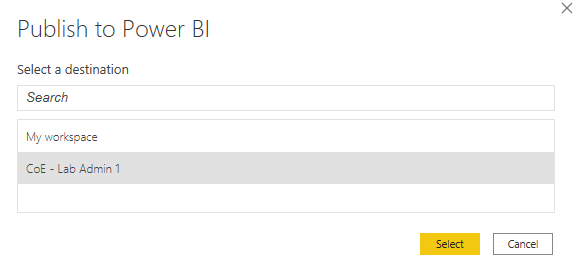 Publish to Power BI
Select a destination
Search
My workspace
CoE - Lab Admin 1
Select Cancel